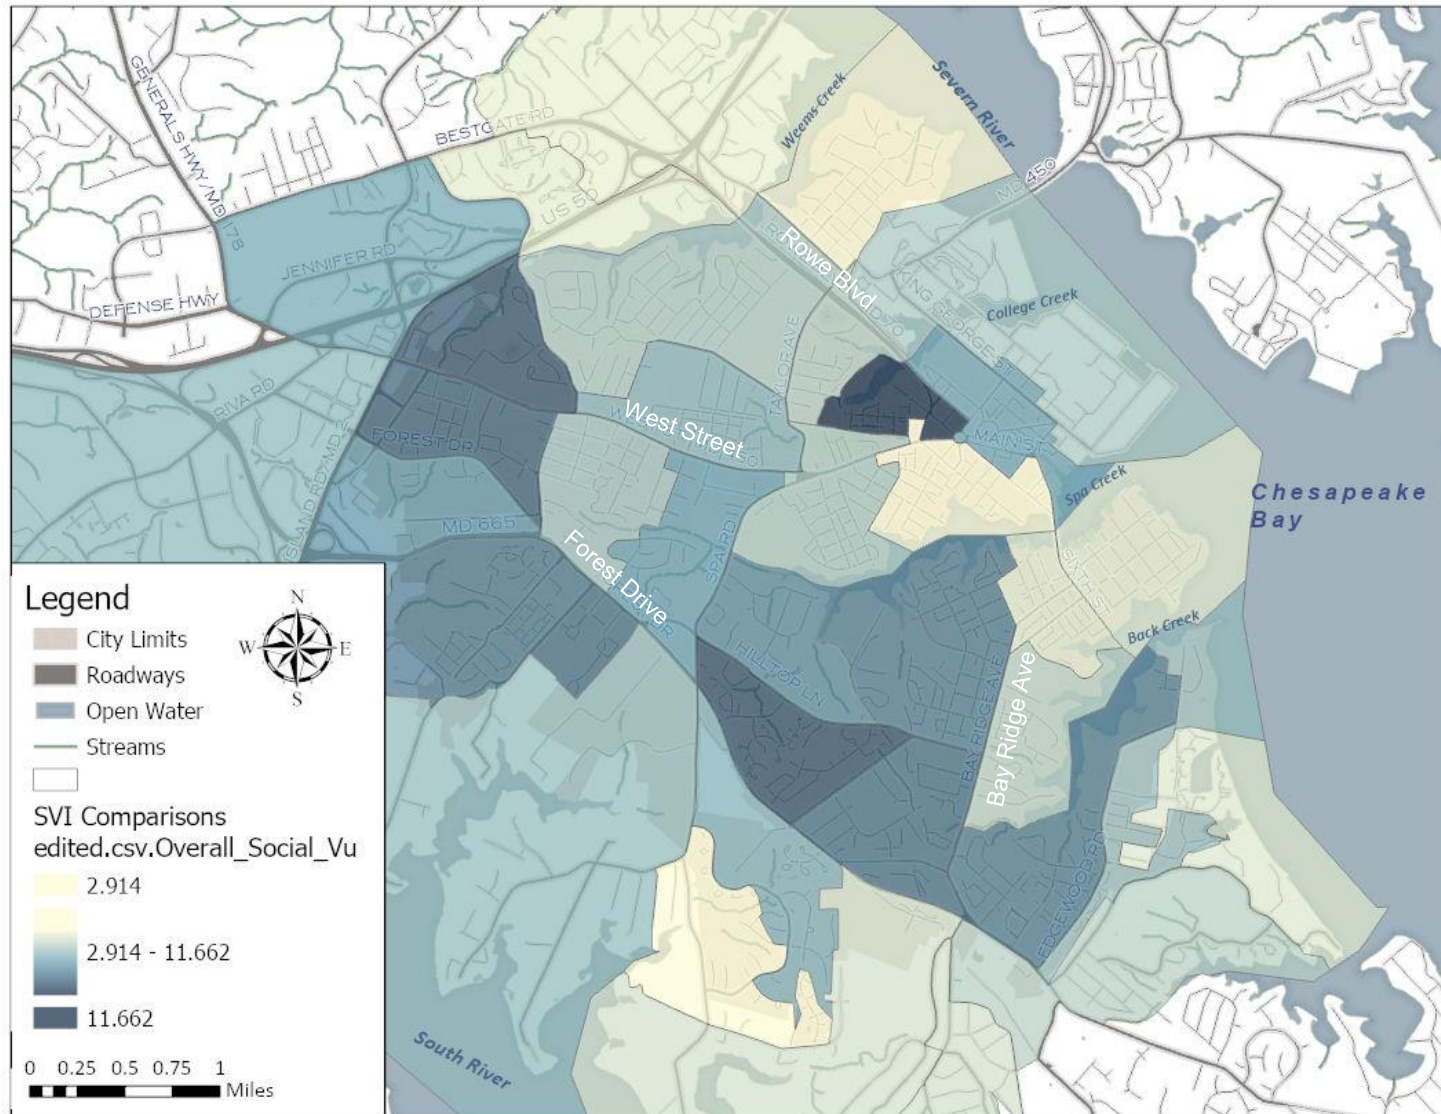 GENERALS HWY/MD 178
BESTGATE RD
US 50
Weems Creek
Severn River
MD 450
JENNIFER RD
DEFENSE HWY
Rowe Blvd
KING GEORGE ST
College Creek
TAYLOR AVE
RIVA RD
West Street
FOREST DR
MAIN ST
Spa Creek
Chesapeake
Bay
MD 665
SPA RD
Forest Drive
SIXTH ST
Back Creek
HILLTOP LN
BAY RIDGE AVE
Bay Ridge Ave
EDGEWOOD RD
South River
Legend
N
W
E
S
City Limits
Roadways
Open Water
Streams
SVI Comparisons
edited.csv.Overall_Social_Vu
2.914
2.914 - 11.662
11.662
0 0.25 0.5 0.75 1
Miles